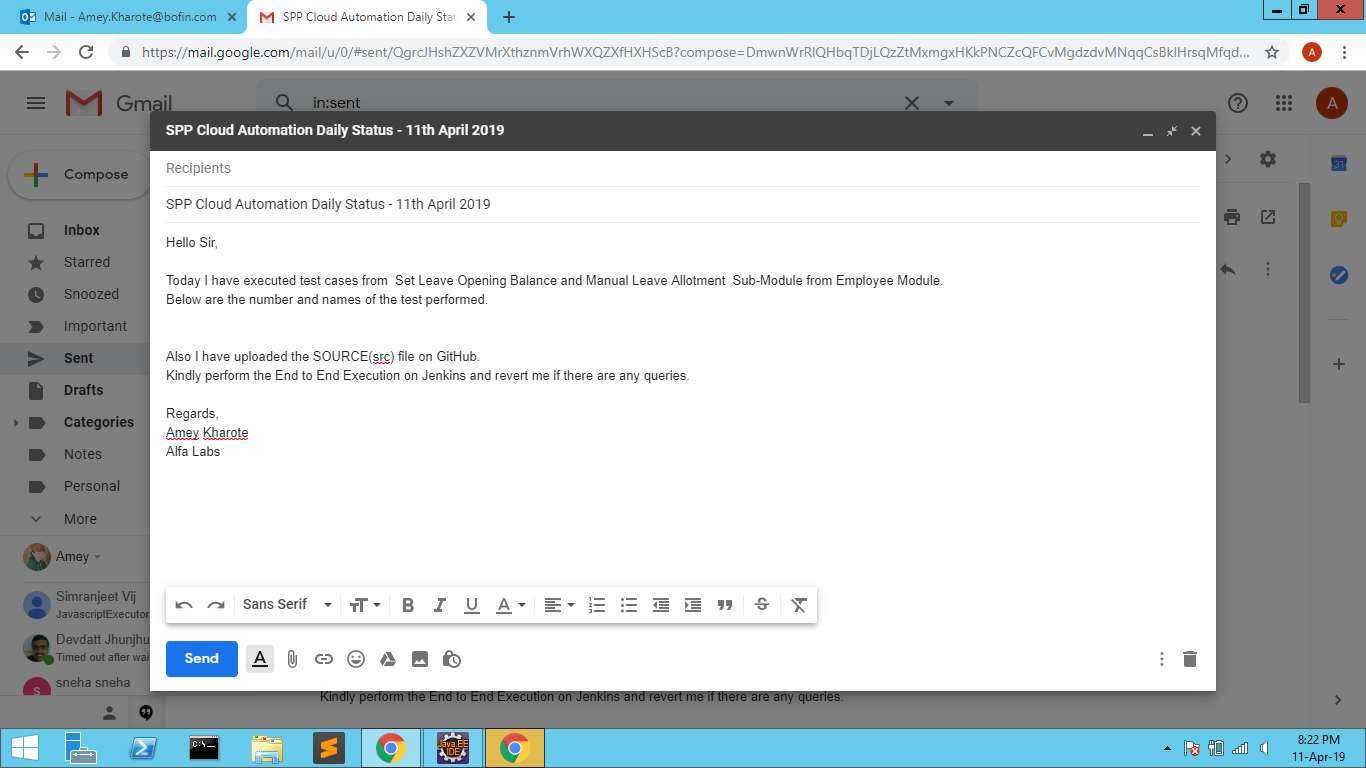 Mail - Amey.Kharote@bofin.com
SPP Cloud Automation Daily Stat
https://mail.google.com/mail/u/0/#sent/QgrcJHshZXZVMrXthznmVrhWXQZXfHXHScB?compose=DmwnWrRlQHbqTDjLQzZtMxmgxHKkPNCZcQFCvMgdzdvMNqqCsBklHrsqMfqd...
A
Gmail
in:sent
A
SPP Cloud Automation Daily Status - 11th April 2019
Recipients
SPP Cloud Automation Daily Status - 11th April 2019
Compose
31
Inbox
Starred
Snoozed
Important
Sent
Drafts
Categories
Notes
Personal
More
Amey
Simranjeet Vij
JavascriptExecutor
Devdatt Jhunjhu
Timed out after wai
sneha sneha
S
Hello Sir,
Today I have executed test cases from  Set Leave Opening Balance and Manual Leave Allotment  Sub-Module from Employee Module.
Below are the number and names of the test performed.
Also I have uploaded the SOURCE(src) file on GitHub.
Kindly perform the End to End Execution on Jenkins and revert me if there are any queries.
Regards,
Amey Kharote
Alfa Labs
Sans Serif
Send
Kindly perform the End to End Execution on Jenkins and revert me if there are any queries.
Java EE
IDE
8:22 PM
11-Apr-19